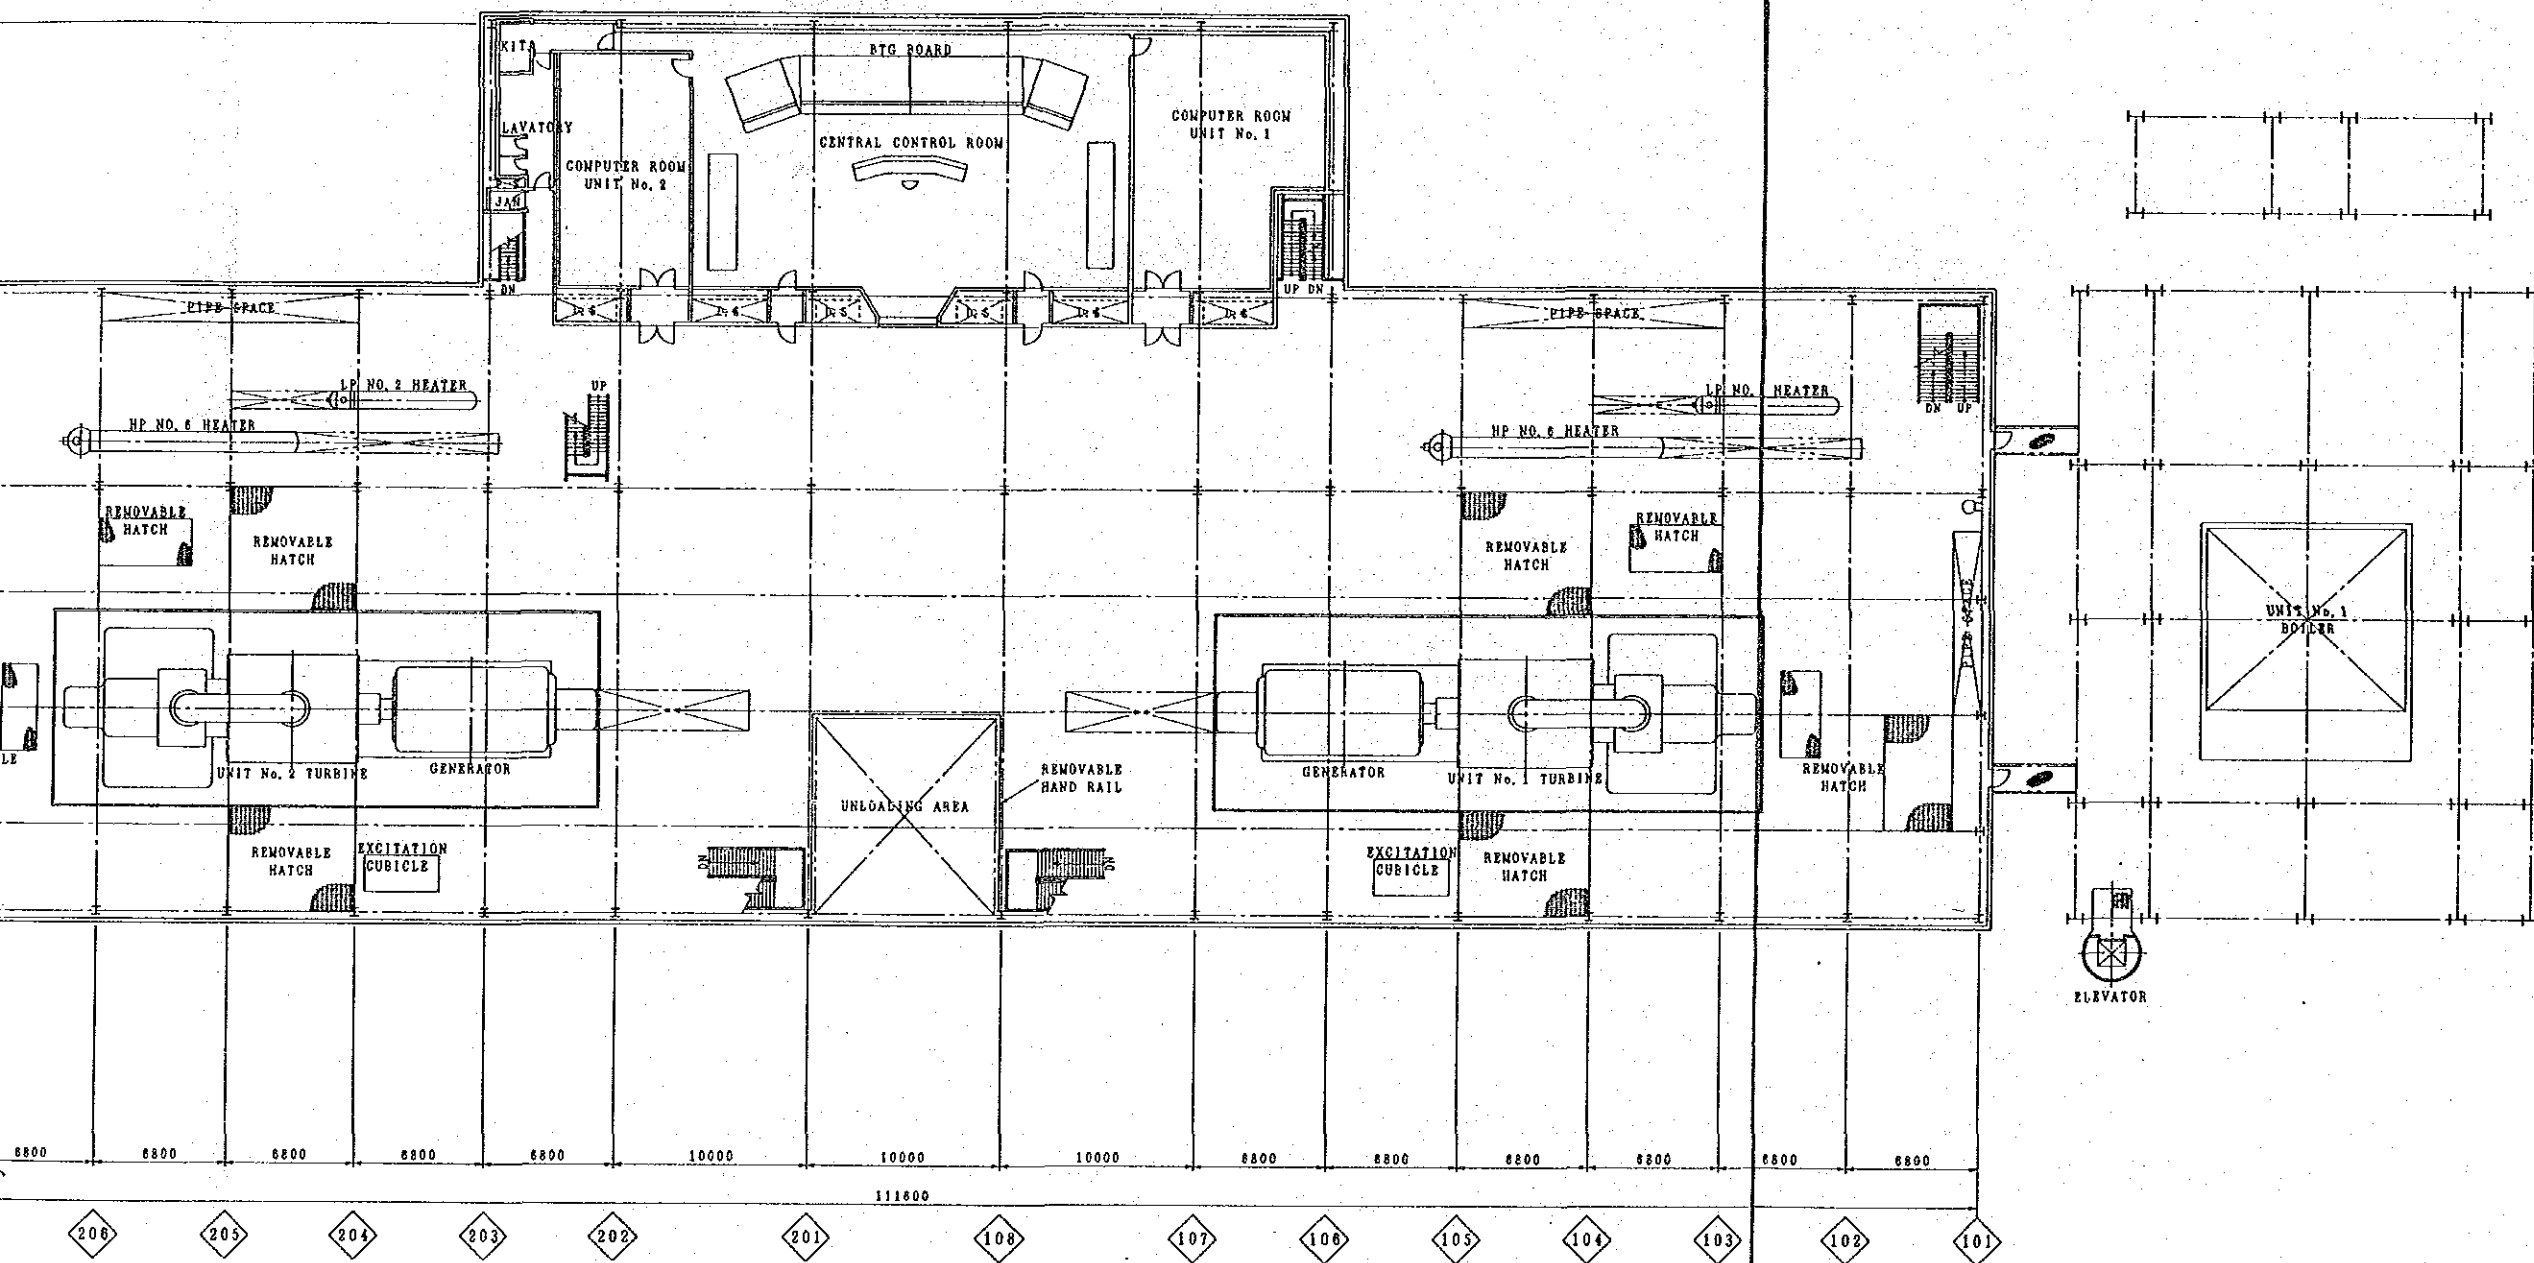 BTG BOARD
COMPUTER ROOM
UNIT No. 1
LAVATORY
CENTRAL CONTROL ROOM
COMPUTER ROOM
UNIT No. 2
JAN
DN
UP DN
PIPE SPACE
D.S
D.S
PIPE SPACE
LP NO. 2 HEATER
UP
HP NO. 6 HEATER
HEATER
HP NO. 6 HEATER
DN UP
REMOVABLE
HATCH
REMOVABLE
HATCH
REMOVABLE
HATCH
REMOVABLE
HATCH
UNIT No. 1
BOILER
LE
UNIT No. 2 TURBINE
GENERATOR
REMOVABLE
HAND RAIL
GENERATOR
UNIT No. 1 TURBINE
REMOVABLE
HATCH
UNLOADING AREA
REMOVABLE
HATCH
EXCITATION
CUBICLE
DN
DN
EXCITATION
CUBICLE
REMOVABLE
HATCH
ELEVATOR
6800 6800 6800 6800 6800 10000 10000 10000 6800 6800 6800 6800 6800 6800
111600
206 205 204 203 202 201 108 107 106 105 104 103 102 101